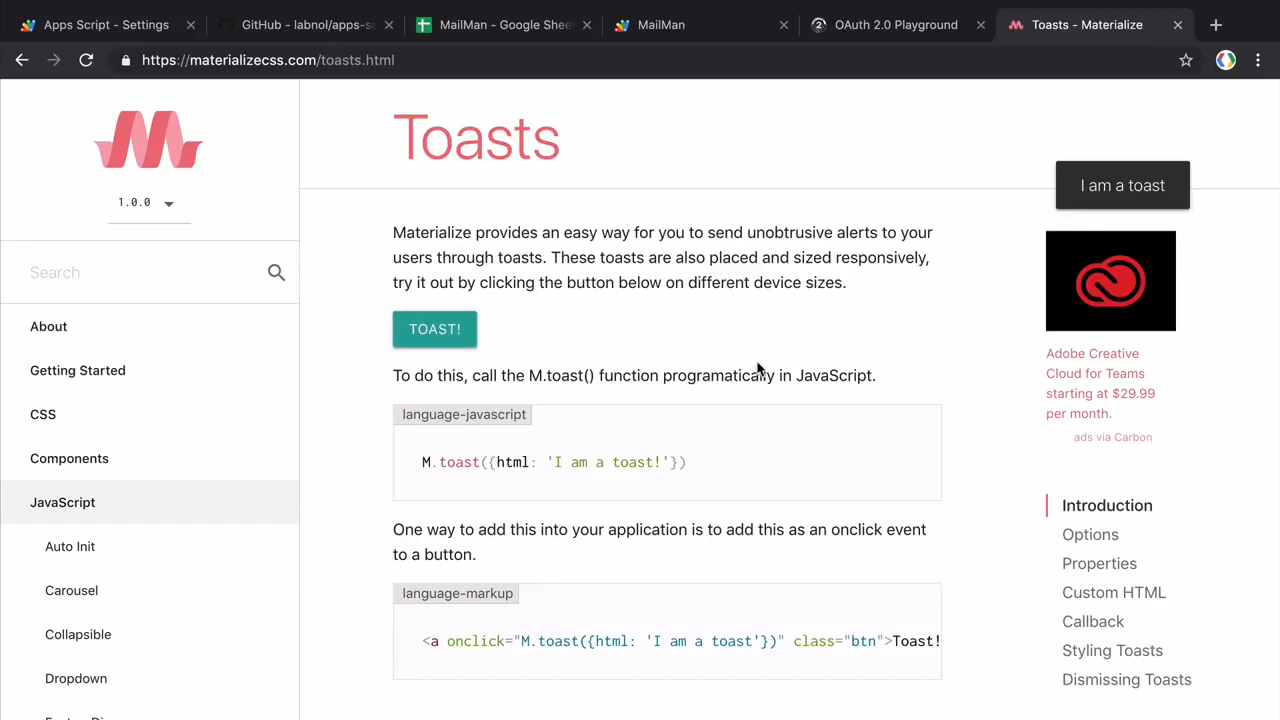 Apps Script - Settings
GitHub - labnol/apps-sc
MailMan - Google Shee
MailMan
OAuth 2.0 Playground
Toasts - Materialize
https://materializecss.com/toasts.html
1.0.0
Search
About
Getting Started
CSS
Components
JavaScript
Auto Init
Carousel
Collapsible
Dropdown
Toasts
Materialize provides an easy way for you to send unobtrusive alerts to your
users through toasts. These toasts are also placed and sized responsively,
try it out by clicking the button below on different device sizes.
TOAST!
To do this, call the M.toast() function programatically in JavaScript.
language-javascript
M.toast({html: 'I am a toast!'})
One way to add this into your application is to add this as an onclick event
to a button.
language-markup
<a onclick="M.toast({html: 'I am a toast'})" class="btn">Toast!
I am a toast
Adobe Creative
Cloud for Teams
starting at $29.99
per month.
ads via Carbon
Introduction
Options
Properties
Custom HTML
Callback
Styling Toasts
Dismissing Toasts